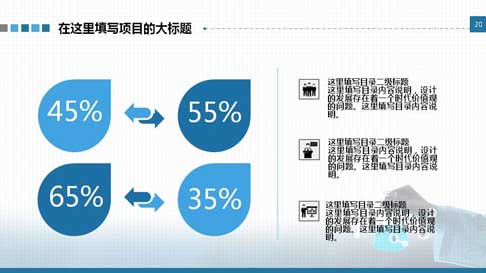 在这里填写项目的大标题
20
45%
55%
65%
35%
这里填写目录二级标题
这里填写目录内容说明，设计
的发展存在着一个时代价值观
的问题。这里填写目录内容说
明。
这里填写目录二级标题
这里填写目录内容说明，设计
的发展存在着一个时代价值观
的问题。这里填写目录内容说
明。
这里填写目录二级标题
这里填写目录内容说明，设计
的发展存在着一个时代价值观
的问题。这里填写目录内容说
明。